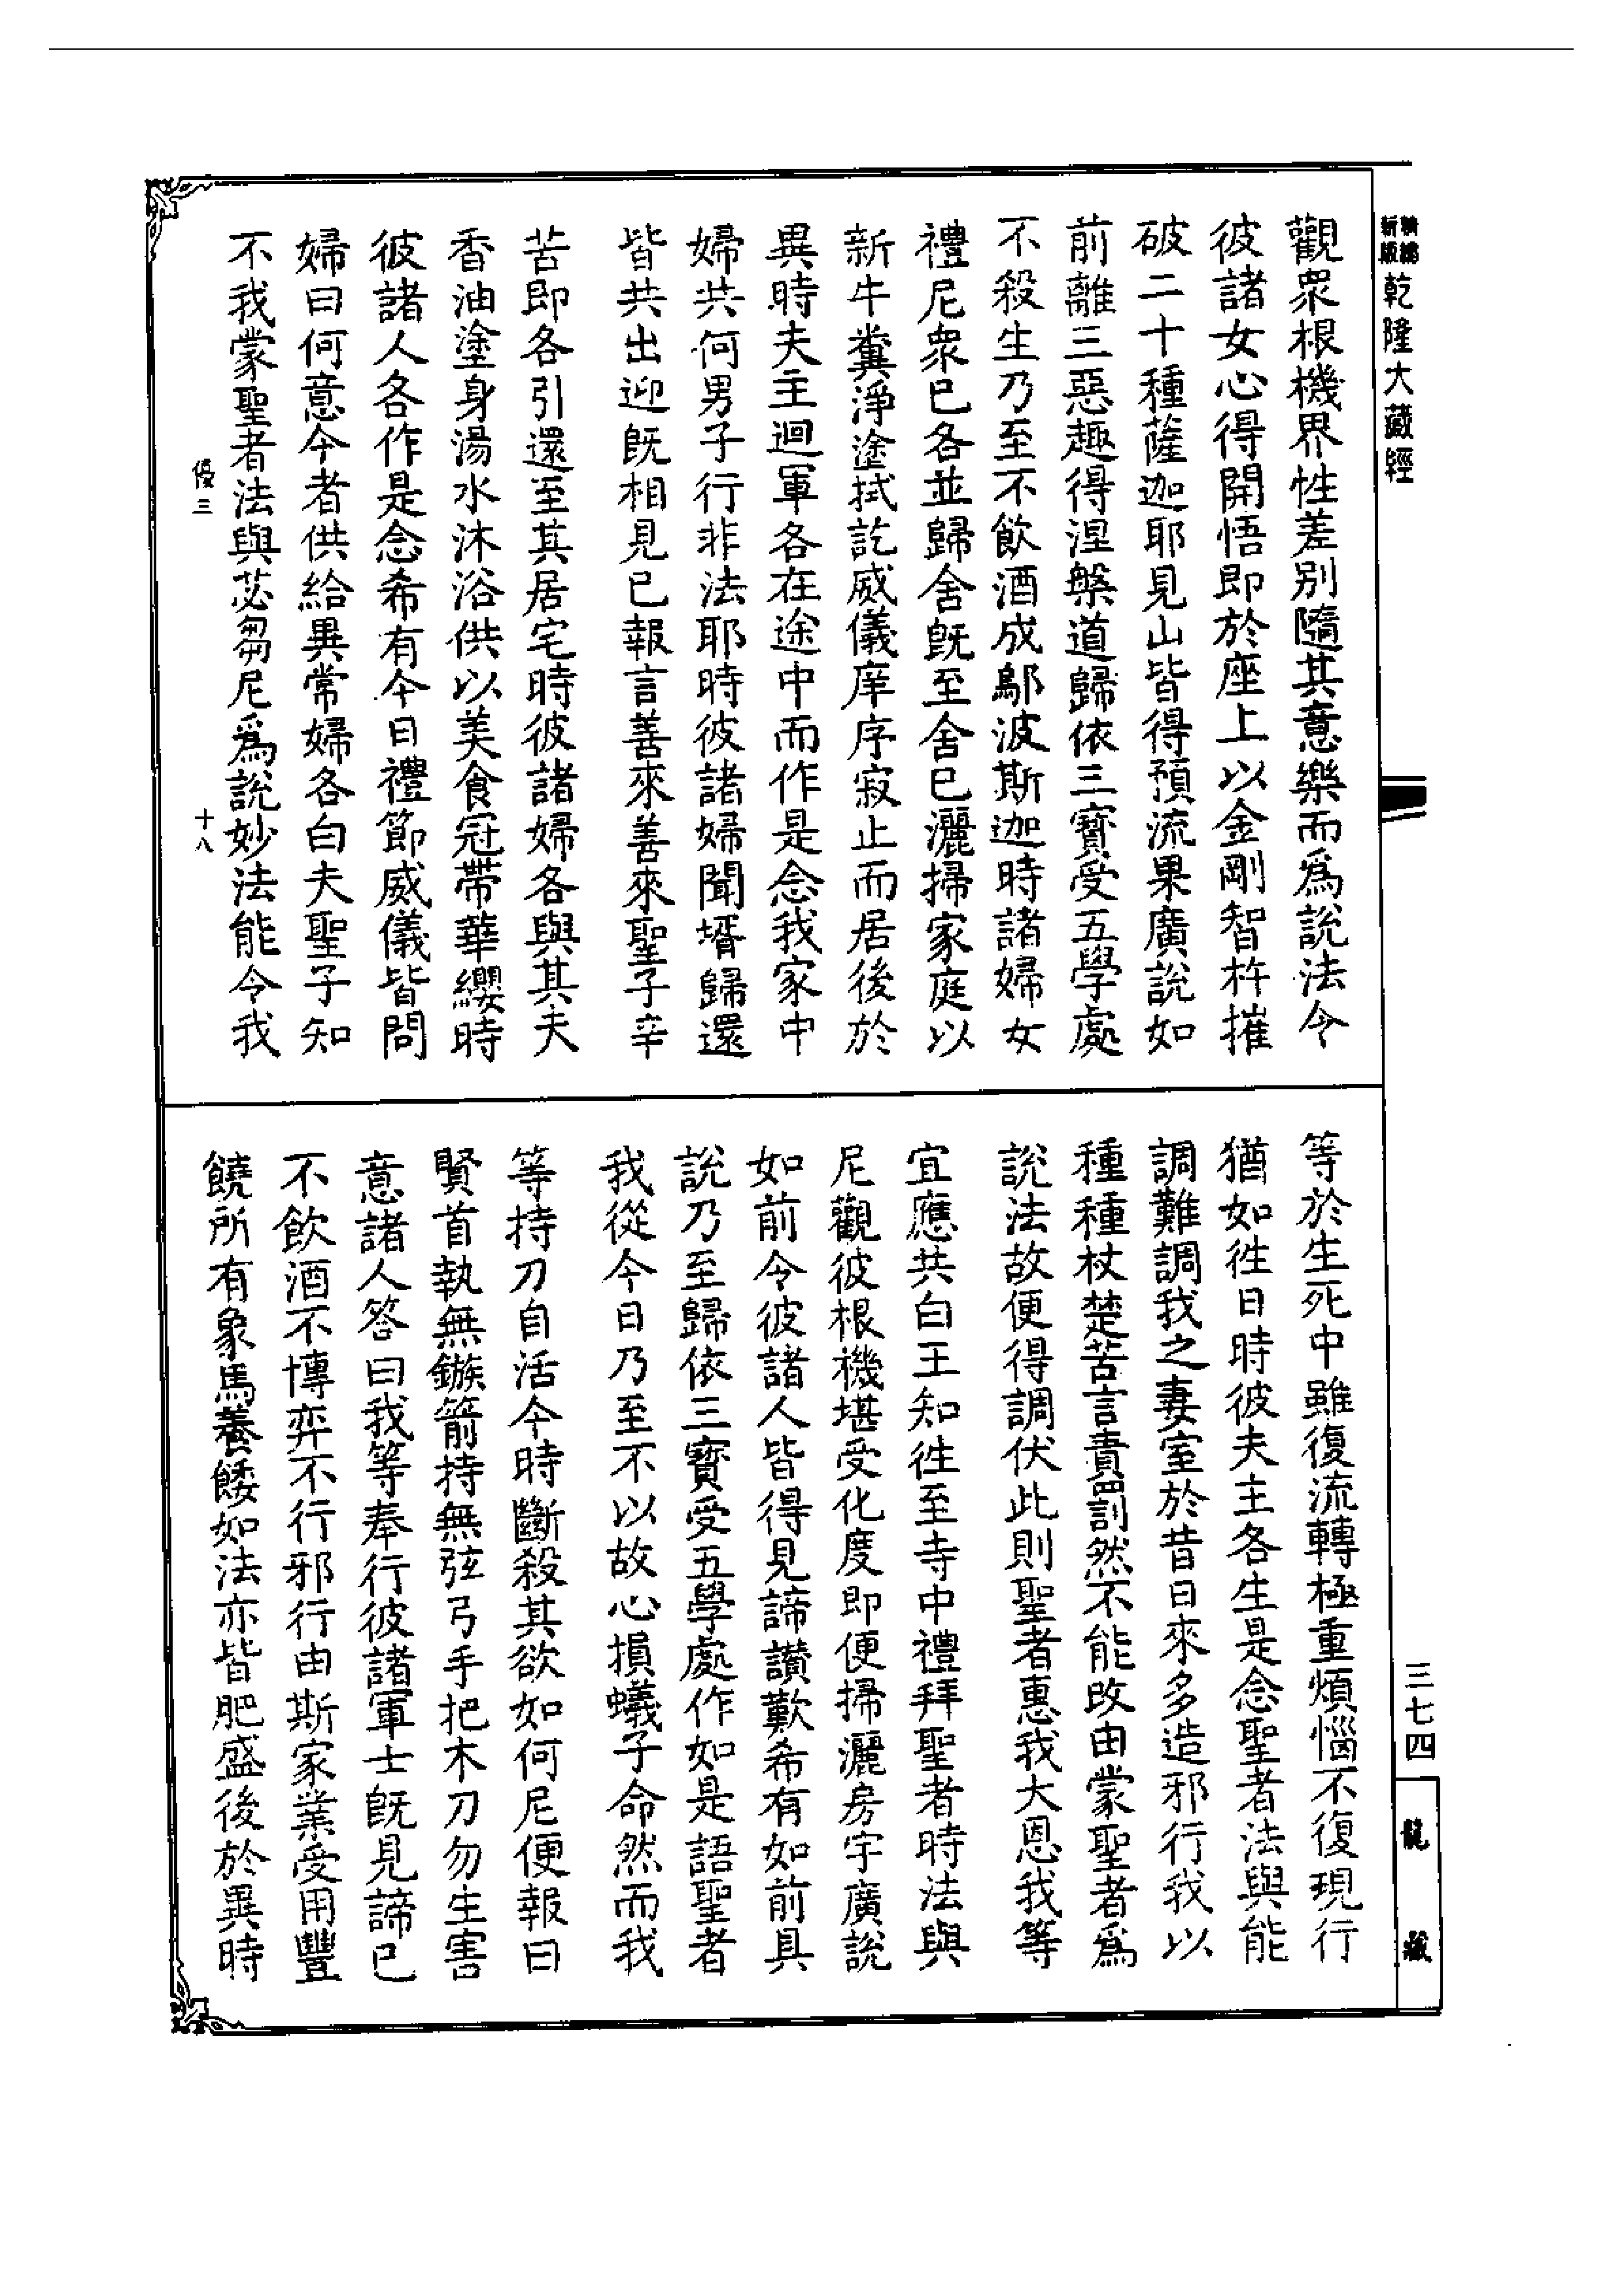 新編
新版
乾隆大藏經
觀衆根機界性差別隨其意樂而爲說法令
彼諸女心得開悟即於座上以金剛智杵摧
破二十種薩迦耶見山皆得預流果廣說如
前離三惡趣得涅槃道歸依三寶受五學處
不殺生乃至不飲酒成鄔波斯迦時諸婦女
禮尼衆已各並歸舍旣至舍已灑掃家庭以
新牛糞淨塗拭訖威儀庠序寂止而居後於
異時夫主迴軍各在途中而作是念我家中
婦共何男子行非法耶時彼諸婦聞壻歸還
皆共出迎旣相見已報言善來善來聖子辛
苦即各引還至其居宅時彼諸婦各與其夫
香油塗身湯水沐浴供以美食冠帶華纓時
彼諸人各作是念希有今日禮節威儀皆問
婦曰何意今者供給異常婦各白夫聖子知
不我蒙聖者法與苾芻尼爲說妙法能令我
優三
十八
等於生死中雖復流轉極重煩惱不復現行
猶如徃日時彼夫主各生是念聖者法與能
調難調我之妻室於昔日來多造邪行我以
種種杖楚苦言責罰然不能改由蒙聖者爲
說法故便得調伏此則聖者惠我大恩我等
宜應共白王知徃至寺中禮拜聖者時法與
尼觀彼根機堪受化度即便掃灑房宇廣說
如前令彼諸人皆得見諦讚歎希有如前具
說乃至歸依三寶受五學處作如是語聖者
我從今日乃至不以故心損蟻子命然而我
等持刀自活今時斷殺其欲如何尼便報曰
賢首執無鏃箭持無弦弓手把木刀勿生害
意諸人答曰我等奉行彼諸軍士旣見諦已
不飲酒不博弈不行邪行由斯家業受用豐
饒所有象馬養餧如法亦皆肥盛後於異時
三七四
龍藏